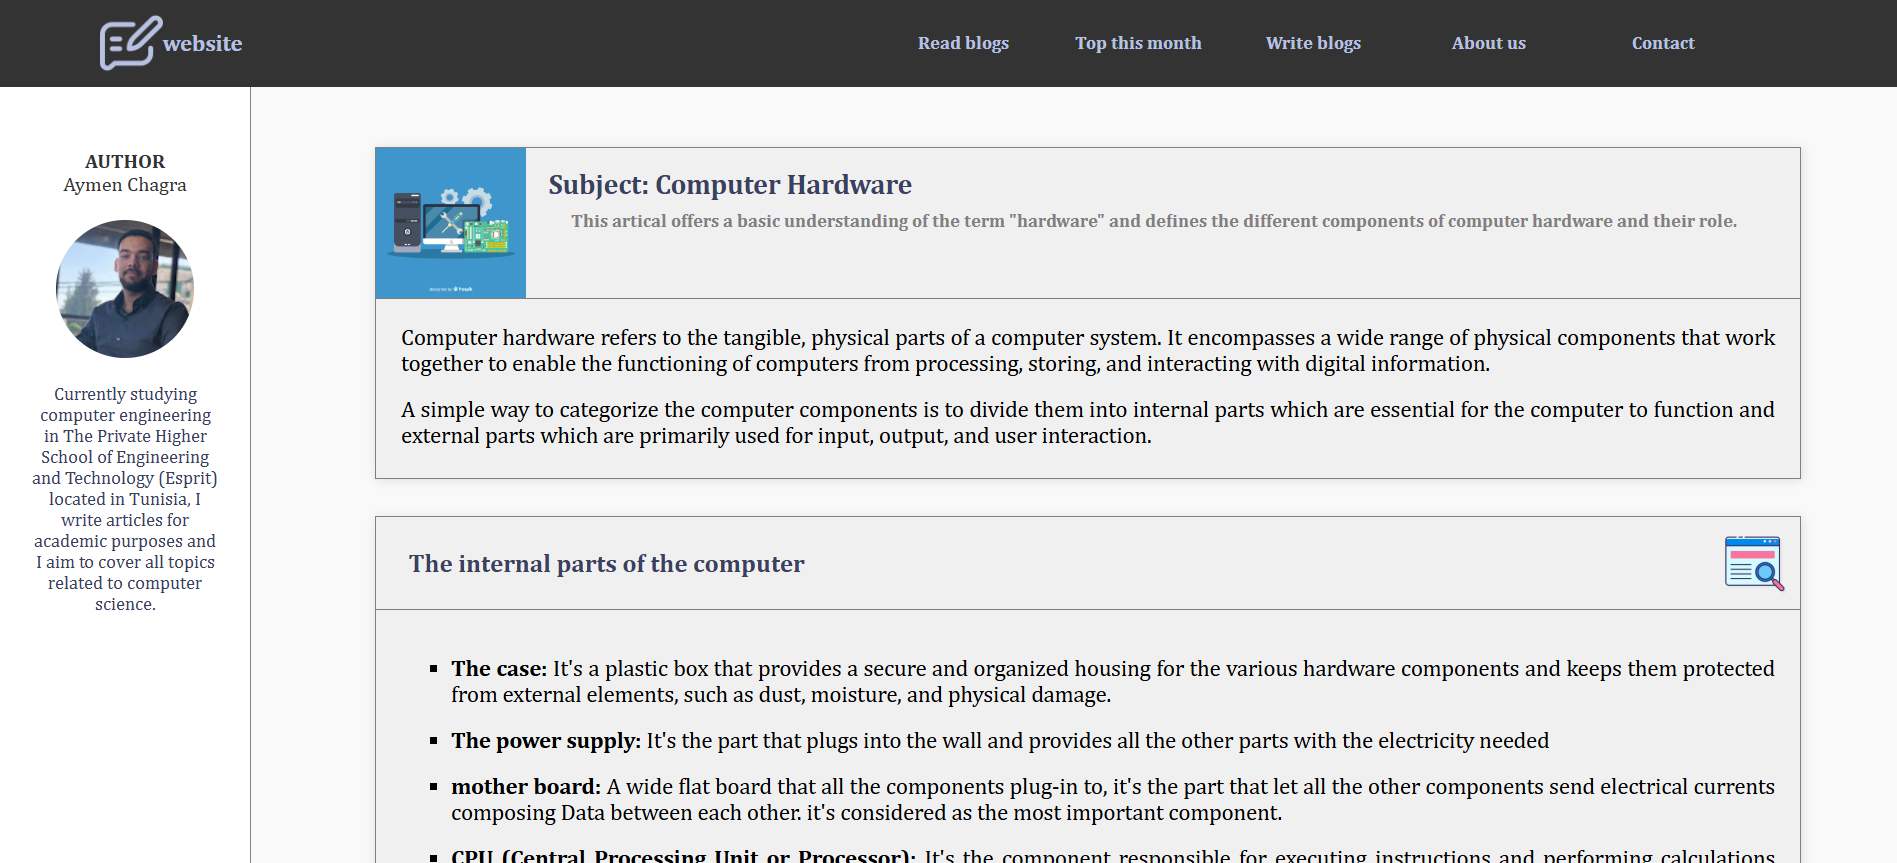 website
Read blogs
Top this month
Write blogs
About us
Contact
AUTHOR
Aymen Chagra
Currently studying
computer engineering
in The Private Higher
School of Engineering
and Technology (Esprit)
located in Tunisia, I
write articles for
academic purposes and
I aim to cover all topics
related to computer
science.
Subject: Computer Hardware
This artical offers a basic understanding of the term "hardware" and defines the different components of computer hardware and their role.
Computer hardware refers to the tangible, physical parts of a computer system. It encompasses a wide range of physical components that work
together to enable the functioning of computers from processing, storing, and interacting with digital information.
A simple way to categorize the computer components is to divide them into internal parts which are essential for the computer to function and
external parts which are primarily used for input, output, and user interaction.
The internal parts of the computer
▪ The case: It's a plastic box that provides a secure and organized housing for the various hardware components and keeps them protected
from external elements, such as dust, moisture, and physical damage.
▪ The power supply: It's the part that plugs into the wall and provides all the other parts with the electricity needed
▪ mother board: A wide flat board that all the components plug-in to, it's the part that let all the other components send electrical currents
composing Data between each other. it's considered as the most important component.
▪ CPU (Central Processing Unit or Processor): It's the component responsible for executing instructions and performing calculations